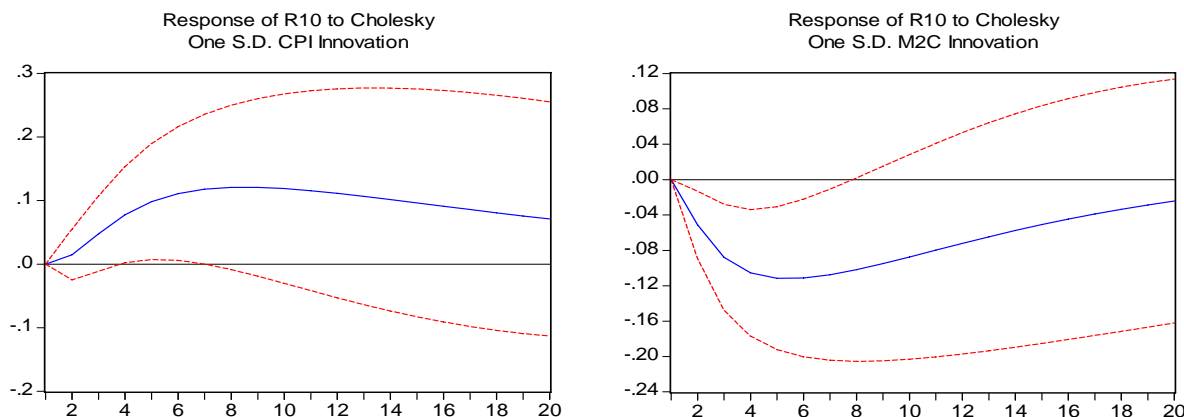 Response of R10 to Cholesky
One S.D. CPI Innovation
.3
.2
.1
.0
-.1
-.2
2 4 6 8 10 12 14 16 18 20
Response of R10 to Cholesky
One S.D. M2C Innovation
.12
.08
.04
.00
-.04
-.08
-.12
-.16
-.20
-.24
2 4 6 8 10 12 14 16 18 20